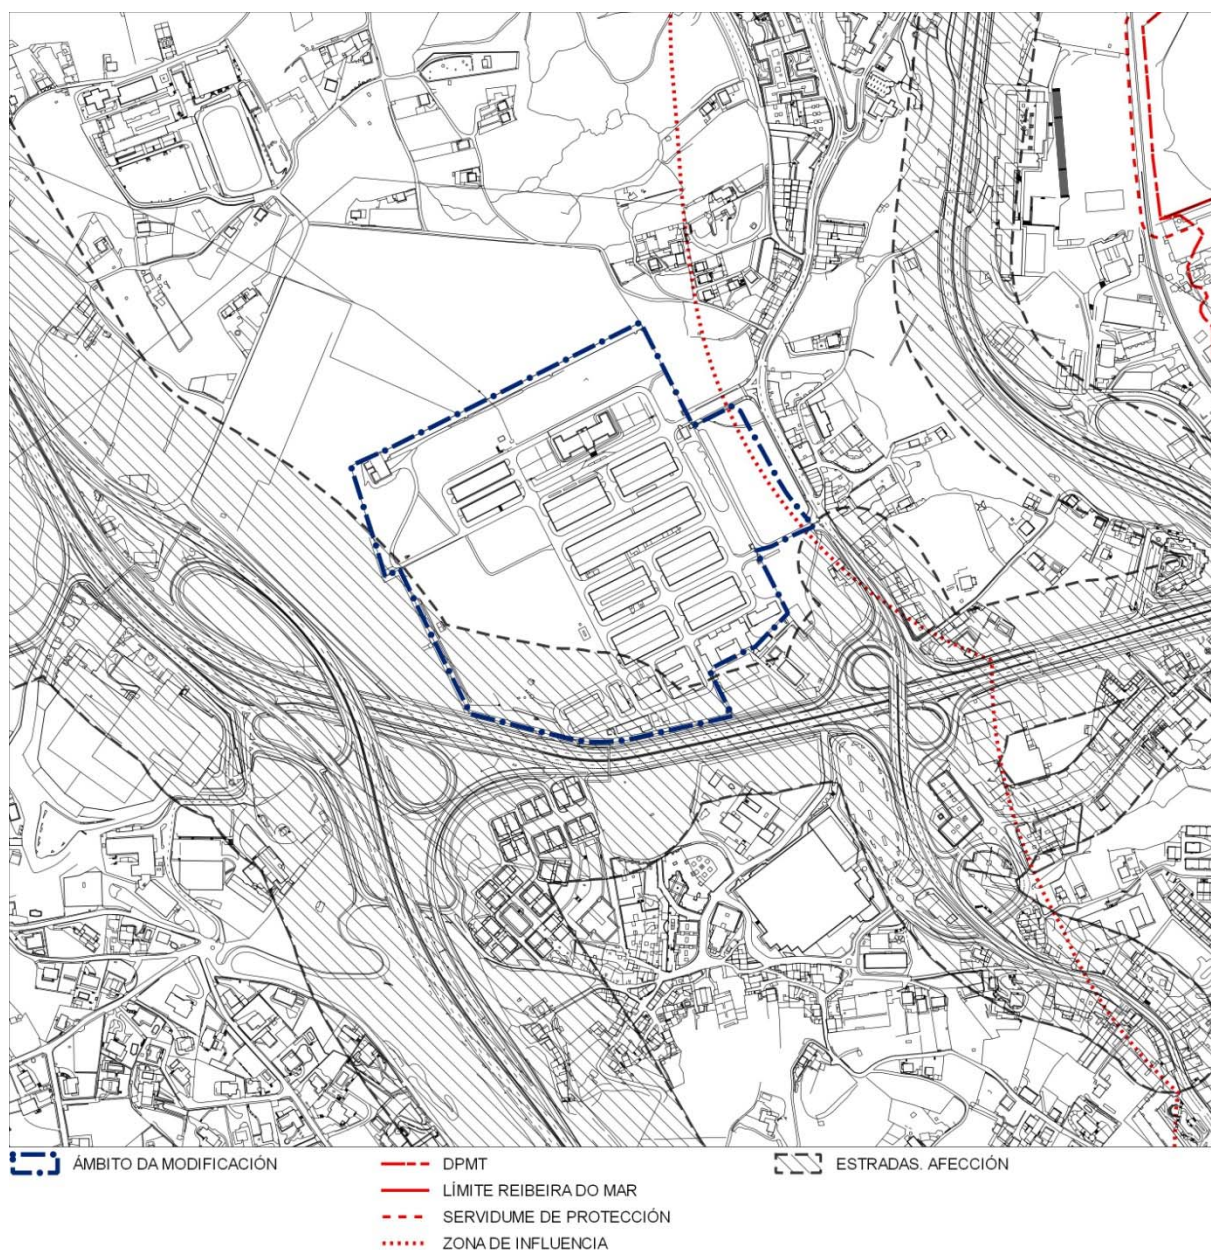 ÁMBITO DA MODIFICACIÓN
DPMT
ESTRADAS. AFECCIÓN
LÍMITE REIBEIRA DO MAR
SERVIDUME DE PROTECCIÓN
ZONA DE INFLUENCIA